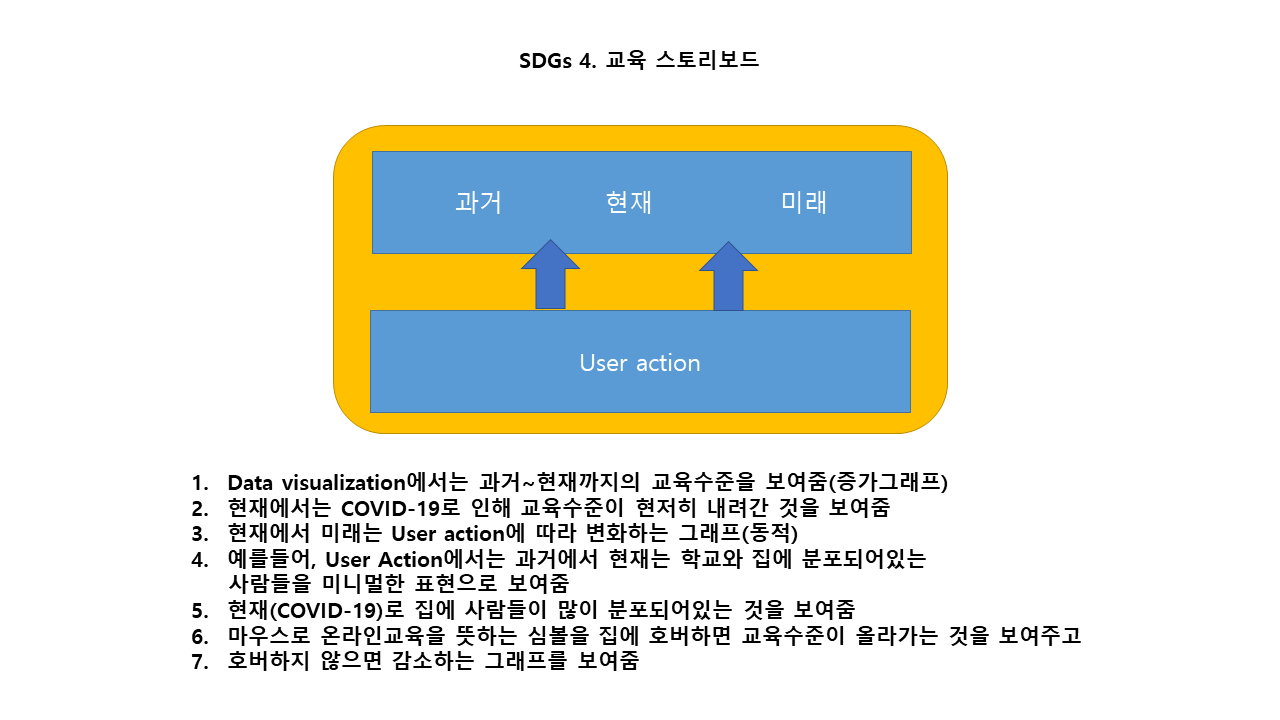 SDGs 4. 교육 스토리보드
과거 현재 미래
User action
1. Data visualization에서는 과거~현재까지의 교육수준을 보여줌(증가그래프)
2. 현재에서는 COVID-19로 인해 교육수준이 현저히 내려간 것을 보여줌
3. 현재에서 미래는 User action에 따라 변화하는 그래프(동적)
4. 예를들어, User Action에서는 과거에서 현재는 학교와 집에 분포되어있는
사람들을 미니멀한 표현으로 보여줌
5. 현재(COVID-19)로 집에 사람들이 많이 분포되어있는 것을 보여줌
6. 마우스로 온라인교육을 뜻하는 심볼을 집에 호버하면 교육수준이 올라가는 것을 보여주고
7. 호버하지 않으면 감소하는 그래프를 보여줌